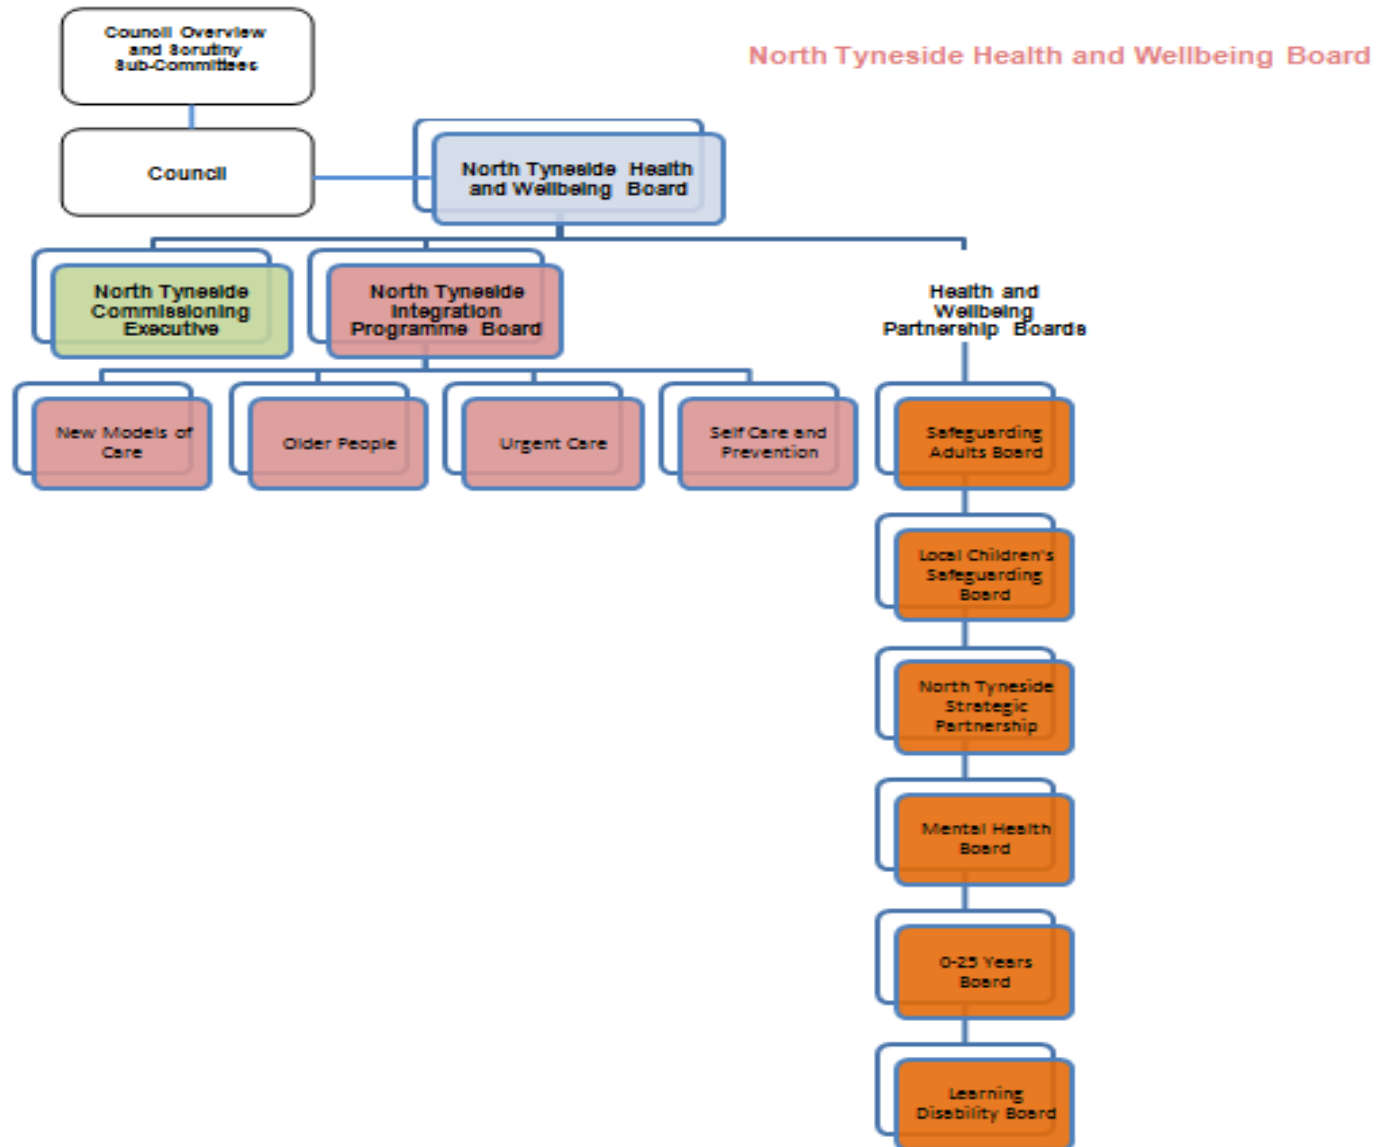 Council Overview
and Scrutiny
Sub-Committees
North Tyneside Health and Wellbeing Board
Council
North Tyneside Health
and Wellbeing Board
North Tyneside
Commissioning
Executive
North Tyneside
Integration
Programme Board
Health and
Wellbeing
Partnership Boards
New Models of
Care
Older People
Urgent Care
Self Care and
Prevention
Safeguarding
Adults Board
Local Children's
Safeguarding
Board
North Tyneside
Strategic
Partnership
Mental Health
Board
0-25 Years
Board
Learning
Disability Board